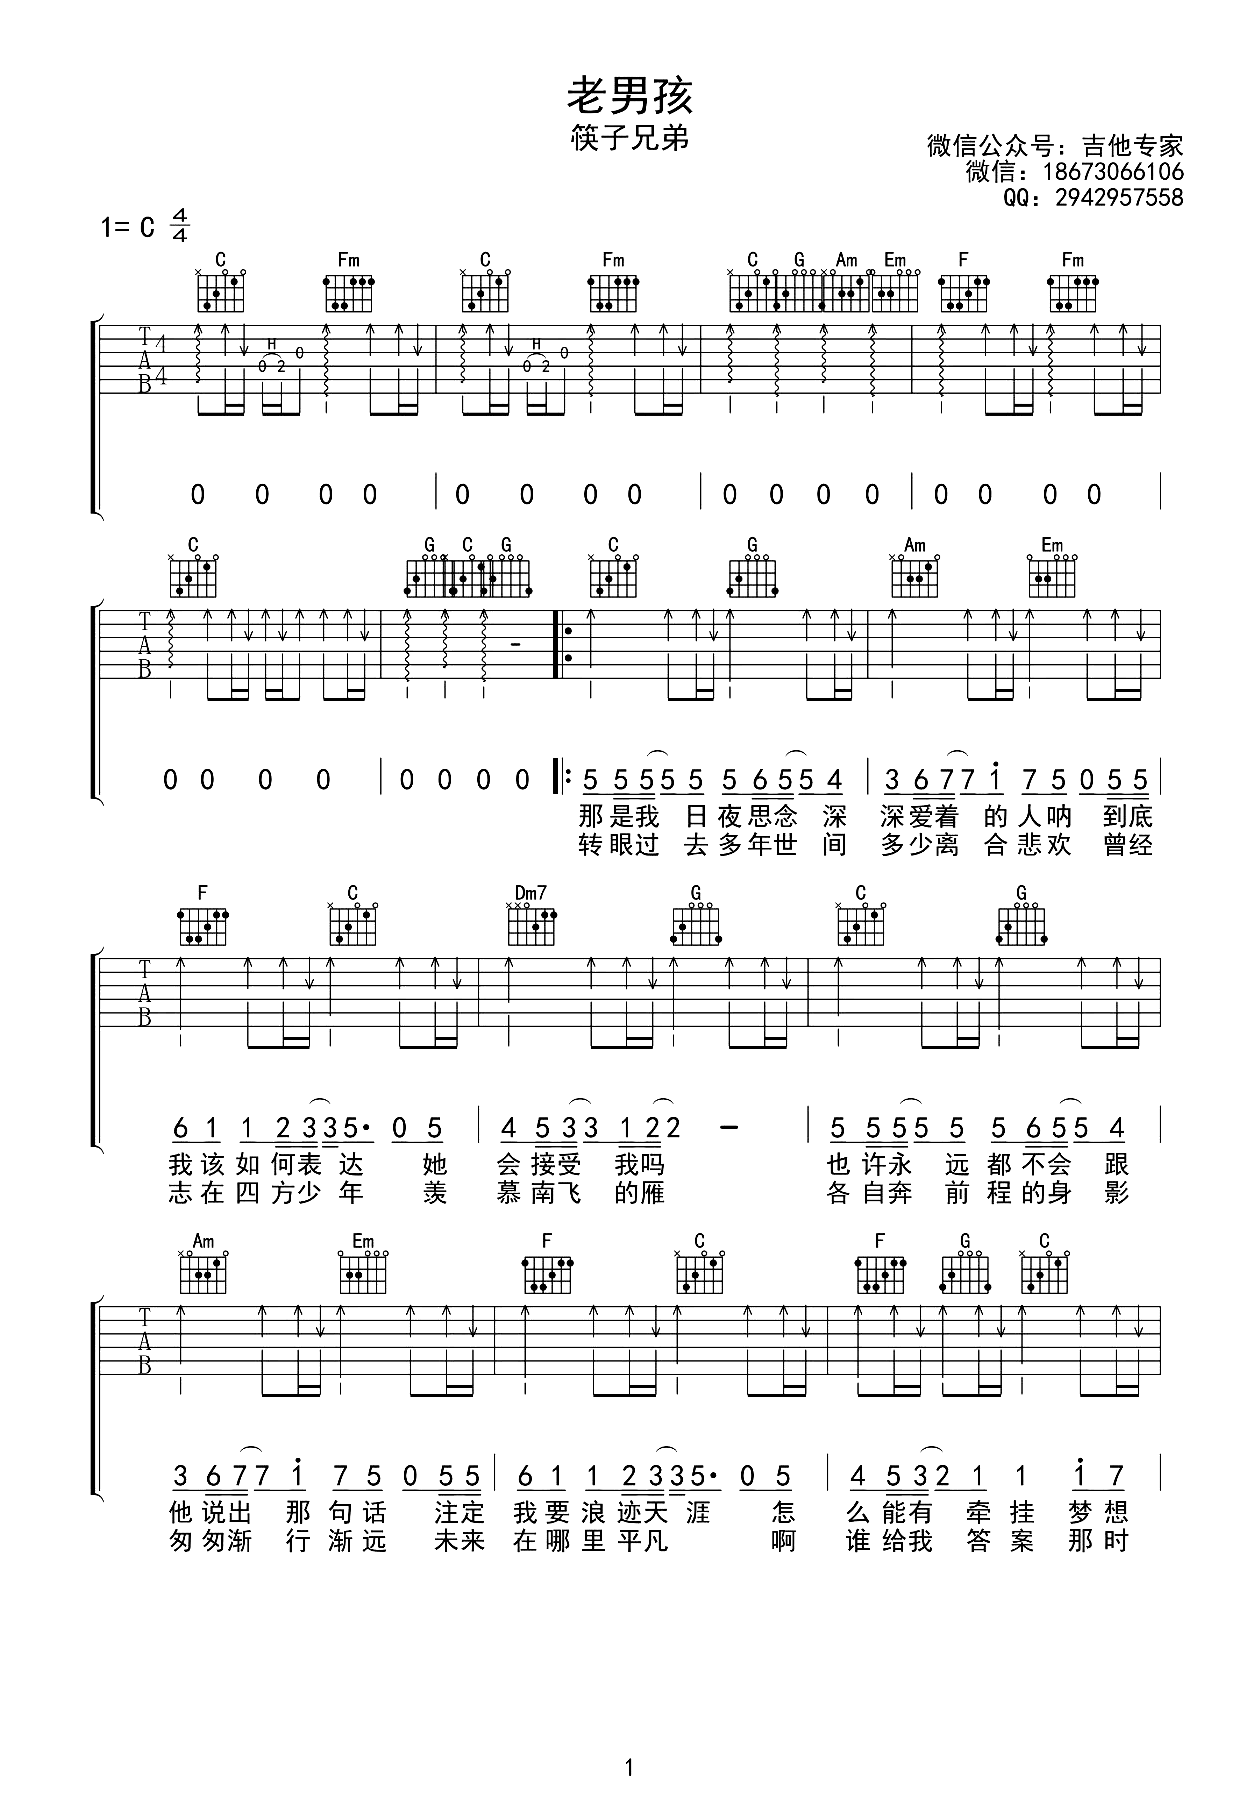 老男孩
筷子兄弟
微信公众号：吉他专家
微信：18673066106
QQ：2942957558
1= C 4/4
C Fm C Fm C G Am Em F Fm
T A B 4 4
H 0 2 0 H 0 2 0
0 0 0 0 | 0 0 0 0 | 0 0 0 0 | 0 0 0 0 |
C G C G C G Am Em
T A B
0 0 0 0 | 0 0 0 0 |: 5 5 5 5 5 5 6 5 5 4 | 3 6 7 7 i 7 5 0 5 5 |
那是我 日夜思念 深 深爱着 的人呐 到底
转眼过 去多年世 间 多少离 合悲欢 曾经
F C Dm7 G C G
T A B
6 1 1 2 3 3 5· 0 5 | 4 5 3 3 1 2 2 – | 5 5 5 5 5 5 6 5 5 4 |
我该如何表达 她 会接受 我吗 也许永 远都不会 跟
志在四方少年 羡 慕南飞 的雁 各自奔 前程的身 影
Am Em F C F G C
T A B
3 6 7 7 i 7 5 0 5 5 | 6 1 1 2 3 3 5· 0 5 | 4 5 3 2 1 1 i 7 |
他说出 那句话 注定 我要浪迹天涯 怎 么能有 牵挂 梦想
匆匆渐 行渐远 未来 在哪里平凡 啊 谁给我 答案 那时
1